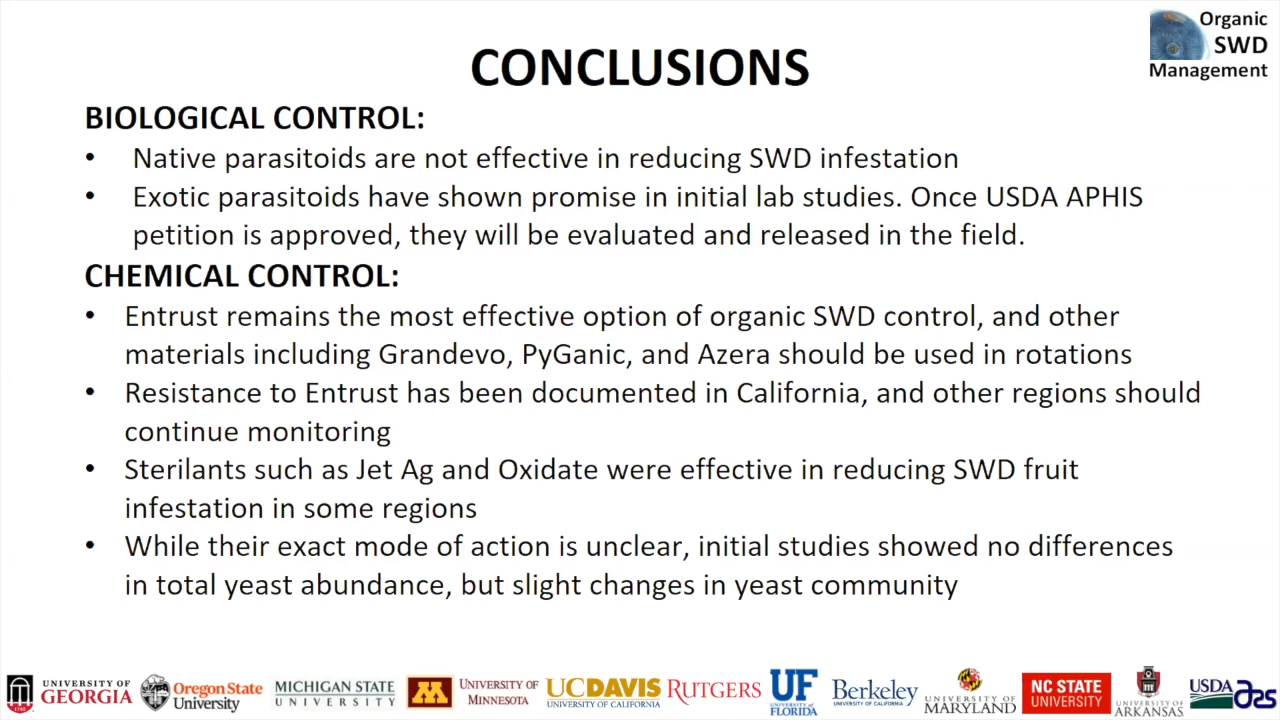 Organic
SWD
Management
CONCLUSIONS
BIOLOGICAL CONTROL:
• Native parasitoids are not effective in reducing SWD infestation
• Exotic parasitoids have shown promise in initial lab studies. Once USDA APHIS
petition is approved, they will be evaluated and released in the field.
CHEMICAL CONTROL:
• Entrust remains the most effective option of organic SWD control, and other
materials including Grandevo, PyGanic, and Azera should be used in rotations
• Resistance to Entrust has been documented in California, and other regions should
continue monitoring
• Sterilants such as Jet Ag and Oxidate were effective in reducing SWD fruit
infestation in some regions
• While their exact mode of action is unclear, initial studies showed no differences
in total yeast abundance, but slight changes in yeast community
UNIVERSITY OF
GEORGIA
Oregon State
University
MICHIGAN STATE
UNIVERSITY
M
UNIVERSITY OF
MINNESOTA
UCDAVIS
UNIVERSITY OF CALIFORNIA
RUTGERS
UF
UNIVERSITY of
FLORIDA
Berkeley
UNIVERSITY OF CALIFORNIA
UNIVERSITY OF
MARYLAND
NC STATE
UNIVERSITY
UNIVERSITY OF
ARKANSAS
USDA